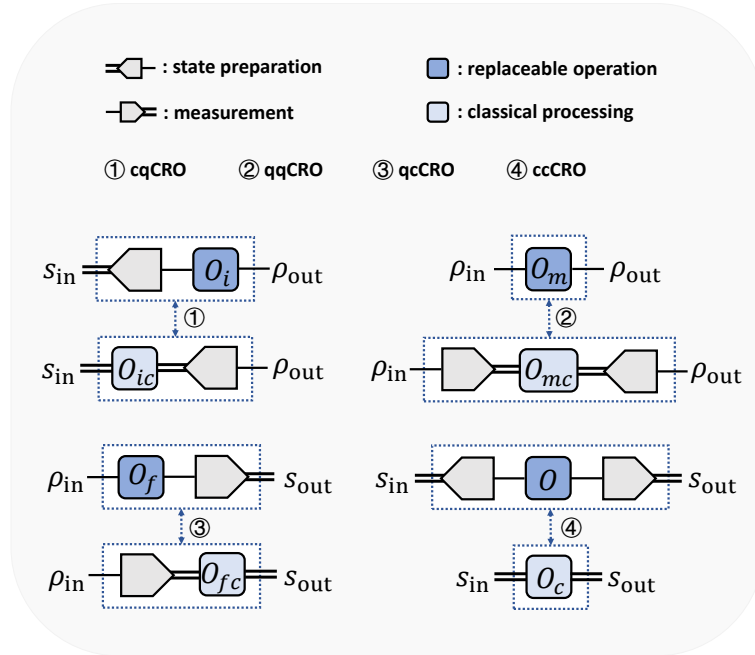 : state preparation
: replaceable operation
: measurement
: classical processing
① cqCRO ② qqCRO ③ qcCRO ④ ccCRO
s_in O_i ρ_out
ρ_in O_m ρ_out
①
②
s_in O_ic ρ_out
ρ_in O_mc ρ_out
ρ_in O_f s_out
s_in O s_out
③
④
ρ_in O_fc s_out
s_in O_c s_out